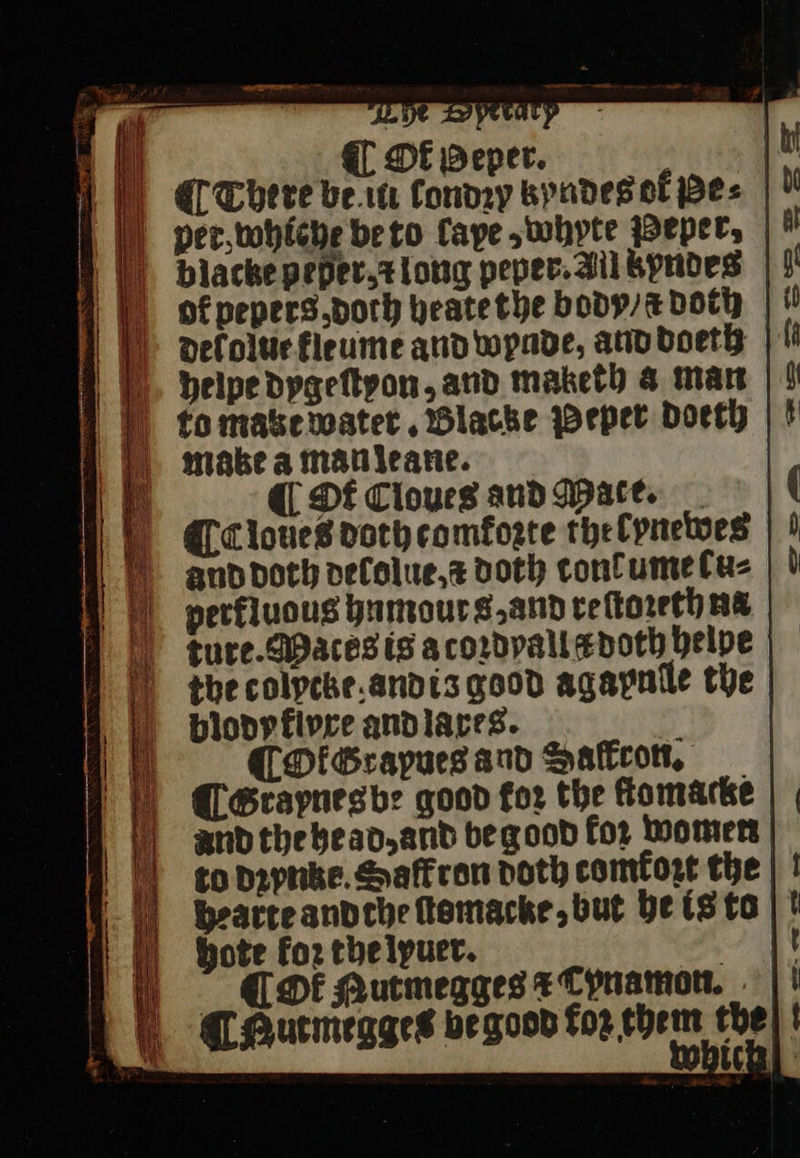 The Dyetary
¶ Of Peper.
¶ There be .iii. sondry kyndes of Pe⸗
per, whiche be to saye, whyte Peper,
blacke peper, & long peper. All kyndes
of pepers, doth heate the body / & doth
desolue fleume and wynde, and doeth
helpe dygestyon, and maketh a man
to make water. Blacke Peper doeth
make a man leane.
¶ Of Cloues and Mace.
¶ Cloues doth comforte the synewes
and doth desolue, & doth consume su⸗
perfluous humours, and restoreth na
ture. Maces is a cordyall & doth helpe
the colycke. and is good agaynste the
blody flyxe and laxes.
¶ Of Graynes and Saffron.
¶ Graynes be good for the stomacke
and the head, and be good for women
to drynke. Saffron doth comfort the
hearte and the stomacke, but he is to
hote for the lyuer.
¶ Of Nutmegges & Cynamon.
¶ Nutmegges be good for them the
which